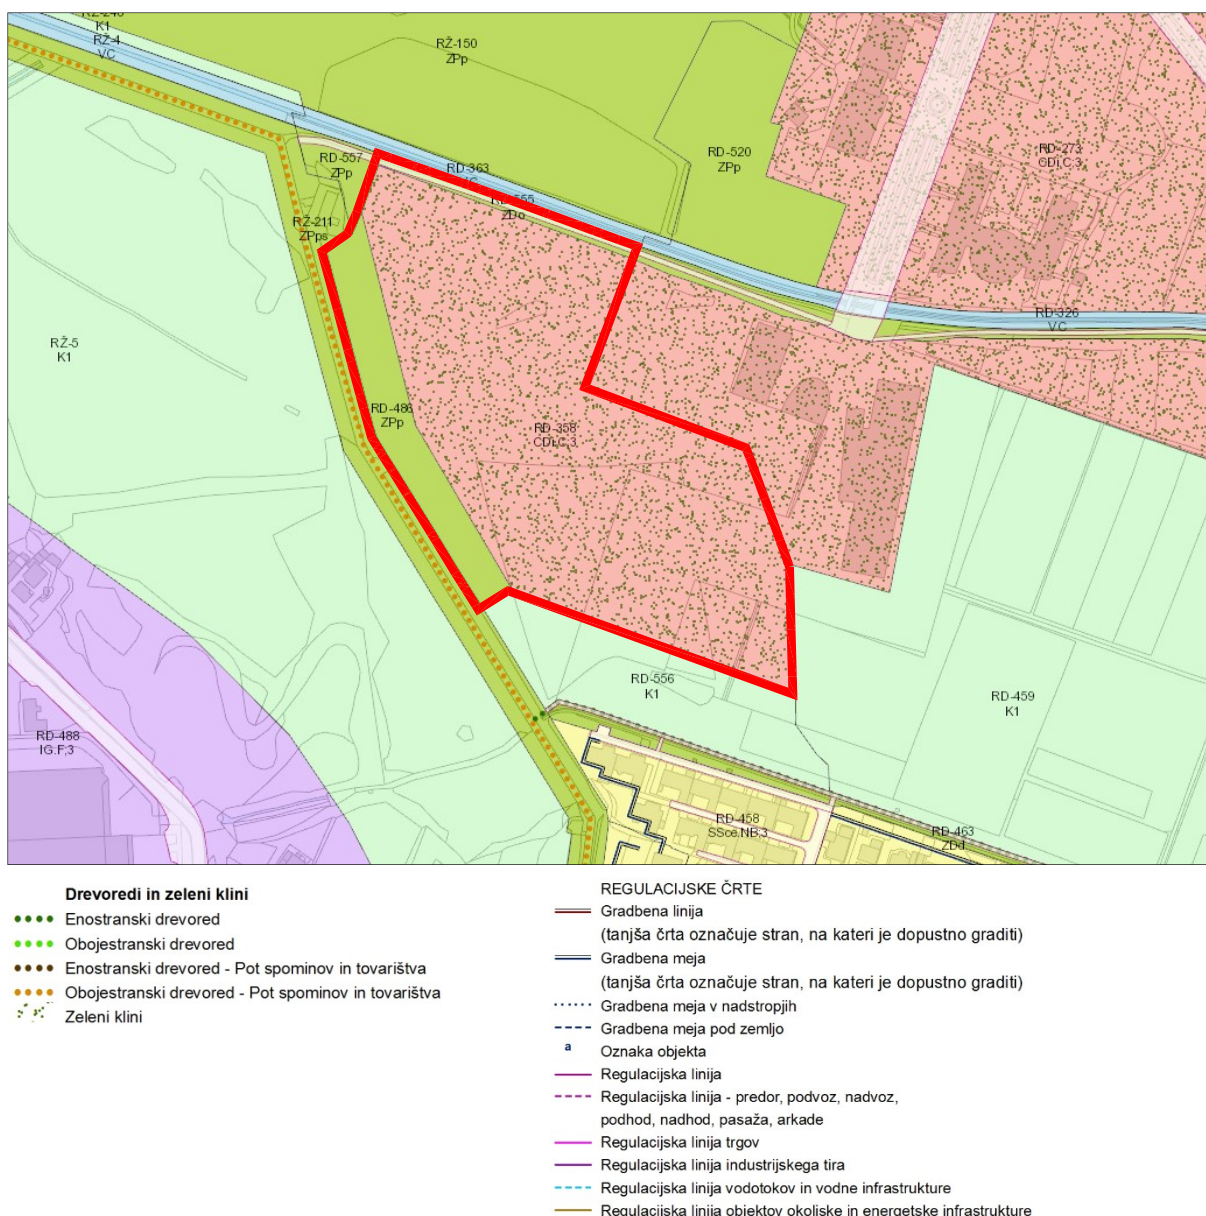 RŽ-248
K1
RŽ-4
VC
RŽ-150
ZPp
RD-520
ZPp
RD-273
CDi;C;3
RD-557
ZPp
RD-363
RD-555
ZDo
RŽ-211
ZPps
RD-326
VC
RŽ-5
K1
RD-486
ZPp
RD-358
CDi;C;3
RD-556
K1
RD-459
K1
RD-488
IG.F;3
RD-458
SSce;NB;3
RD-463
ZDd
Drevoredi in zeleni klini
Enostranski drevored
Obojestranski drevored
Enostranski drevored - Pot spominov in tovarištva
Obojestranski drevored - Pot spominov in tovarištva
Zeleni klini
REGULACIJSKE ČRTE
Gradbena linija
(tanjša črta označuje stran, na kateri je dopustno graditi)
Gradbena meja
(tanjša črta označuje stran, na kateri je dopustno graditi)
Gradbena meja v nadstropjih
Gradbena meja pod zemljo
a Oznaka objekta
Regulacijska linija
Regulacijska linija - predor, podvoz, nadvoz,
podhod, nadhod, pasaža, arkade
Regulacijska linija trgov
Regulacijska linija industrijskega tira
Regulacijska linija vodotokov in vodne infrastrukture
Regulacijska linija objektov okoljske in energetske infrastrukture